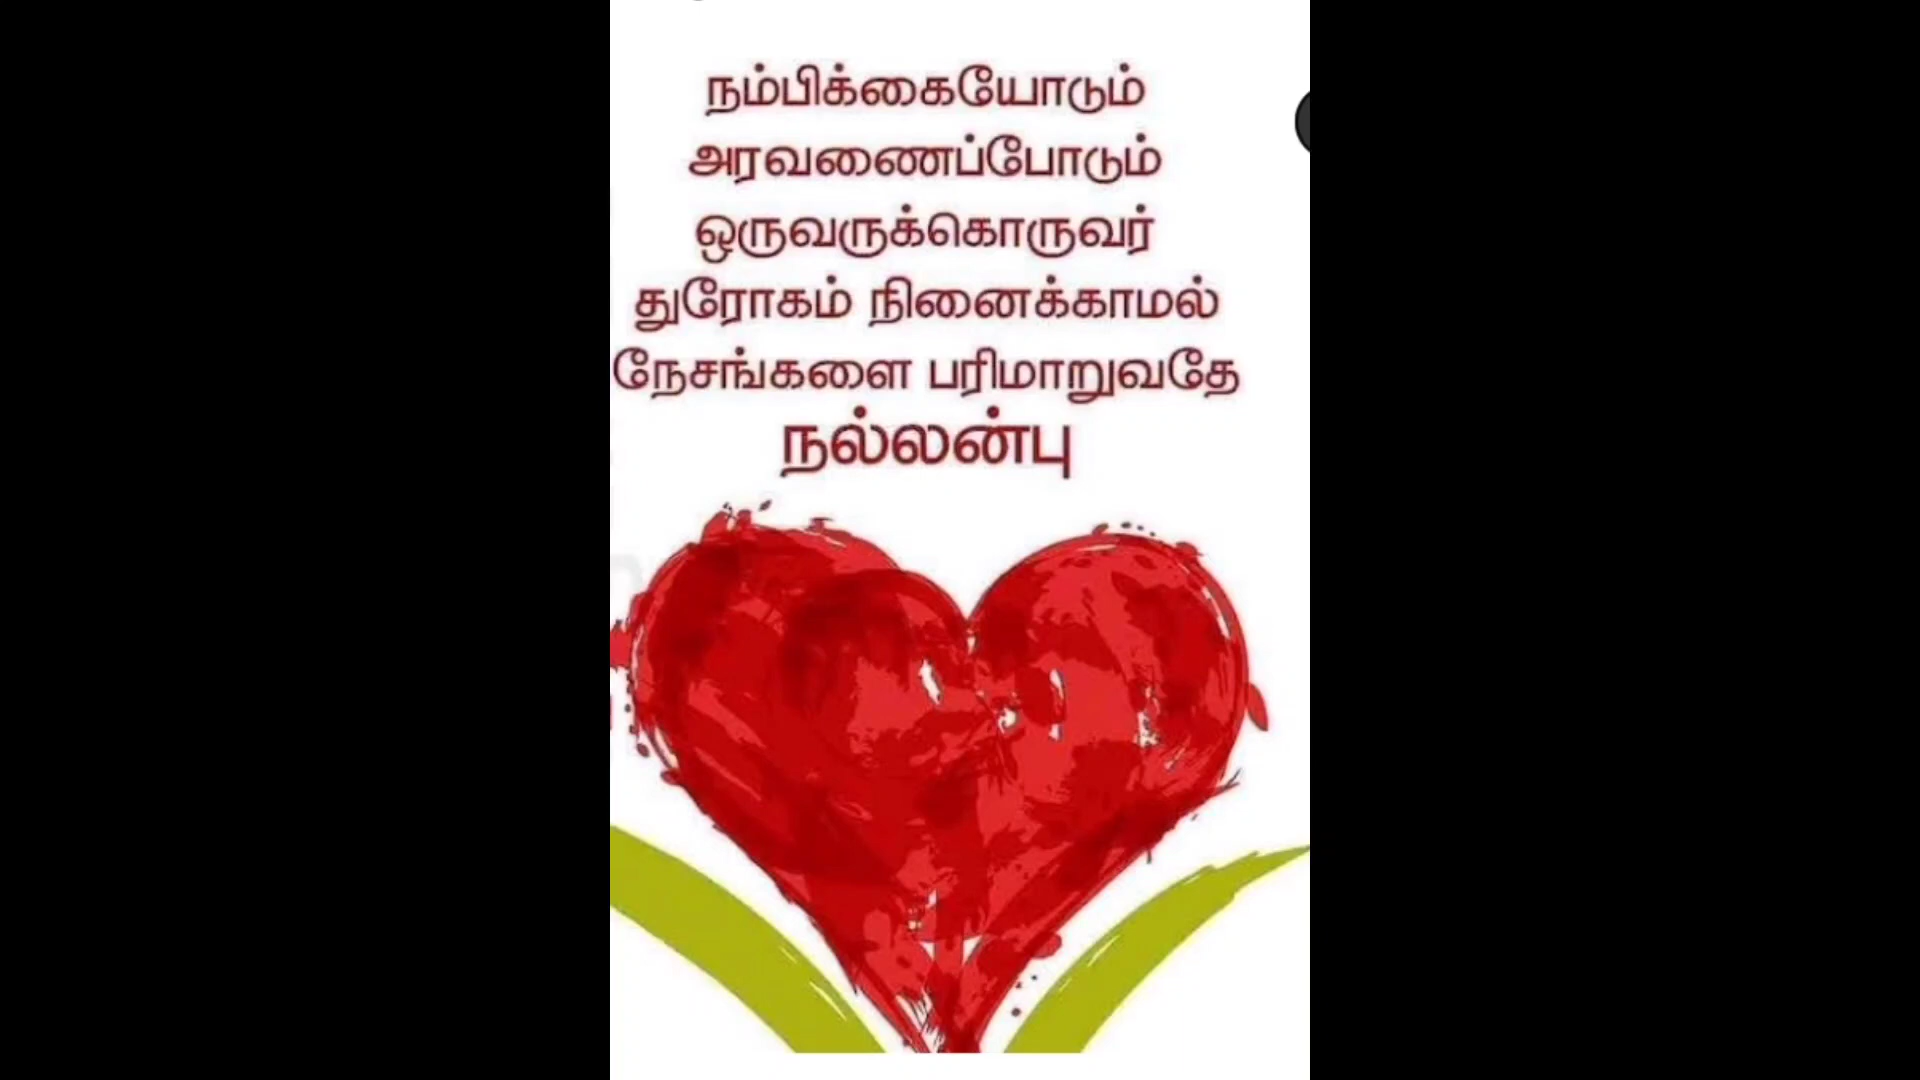 நம்பிக்கையோடும்
அரவணைப்போடும்
ஒருவருக்கொருவர்
துரோகம் நினைக்காமல்
நேசங்களை பரிமாறுவதே
நல்லன்பு